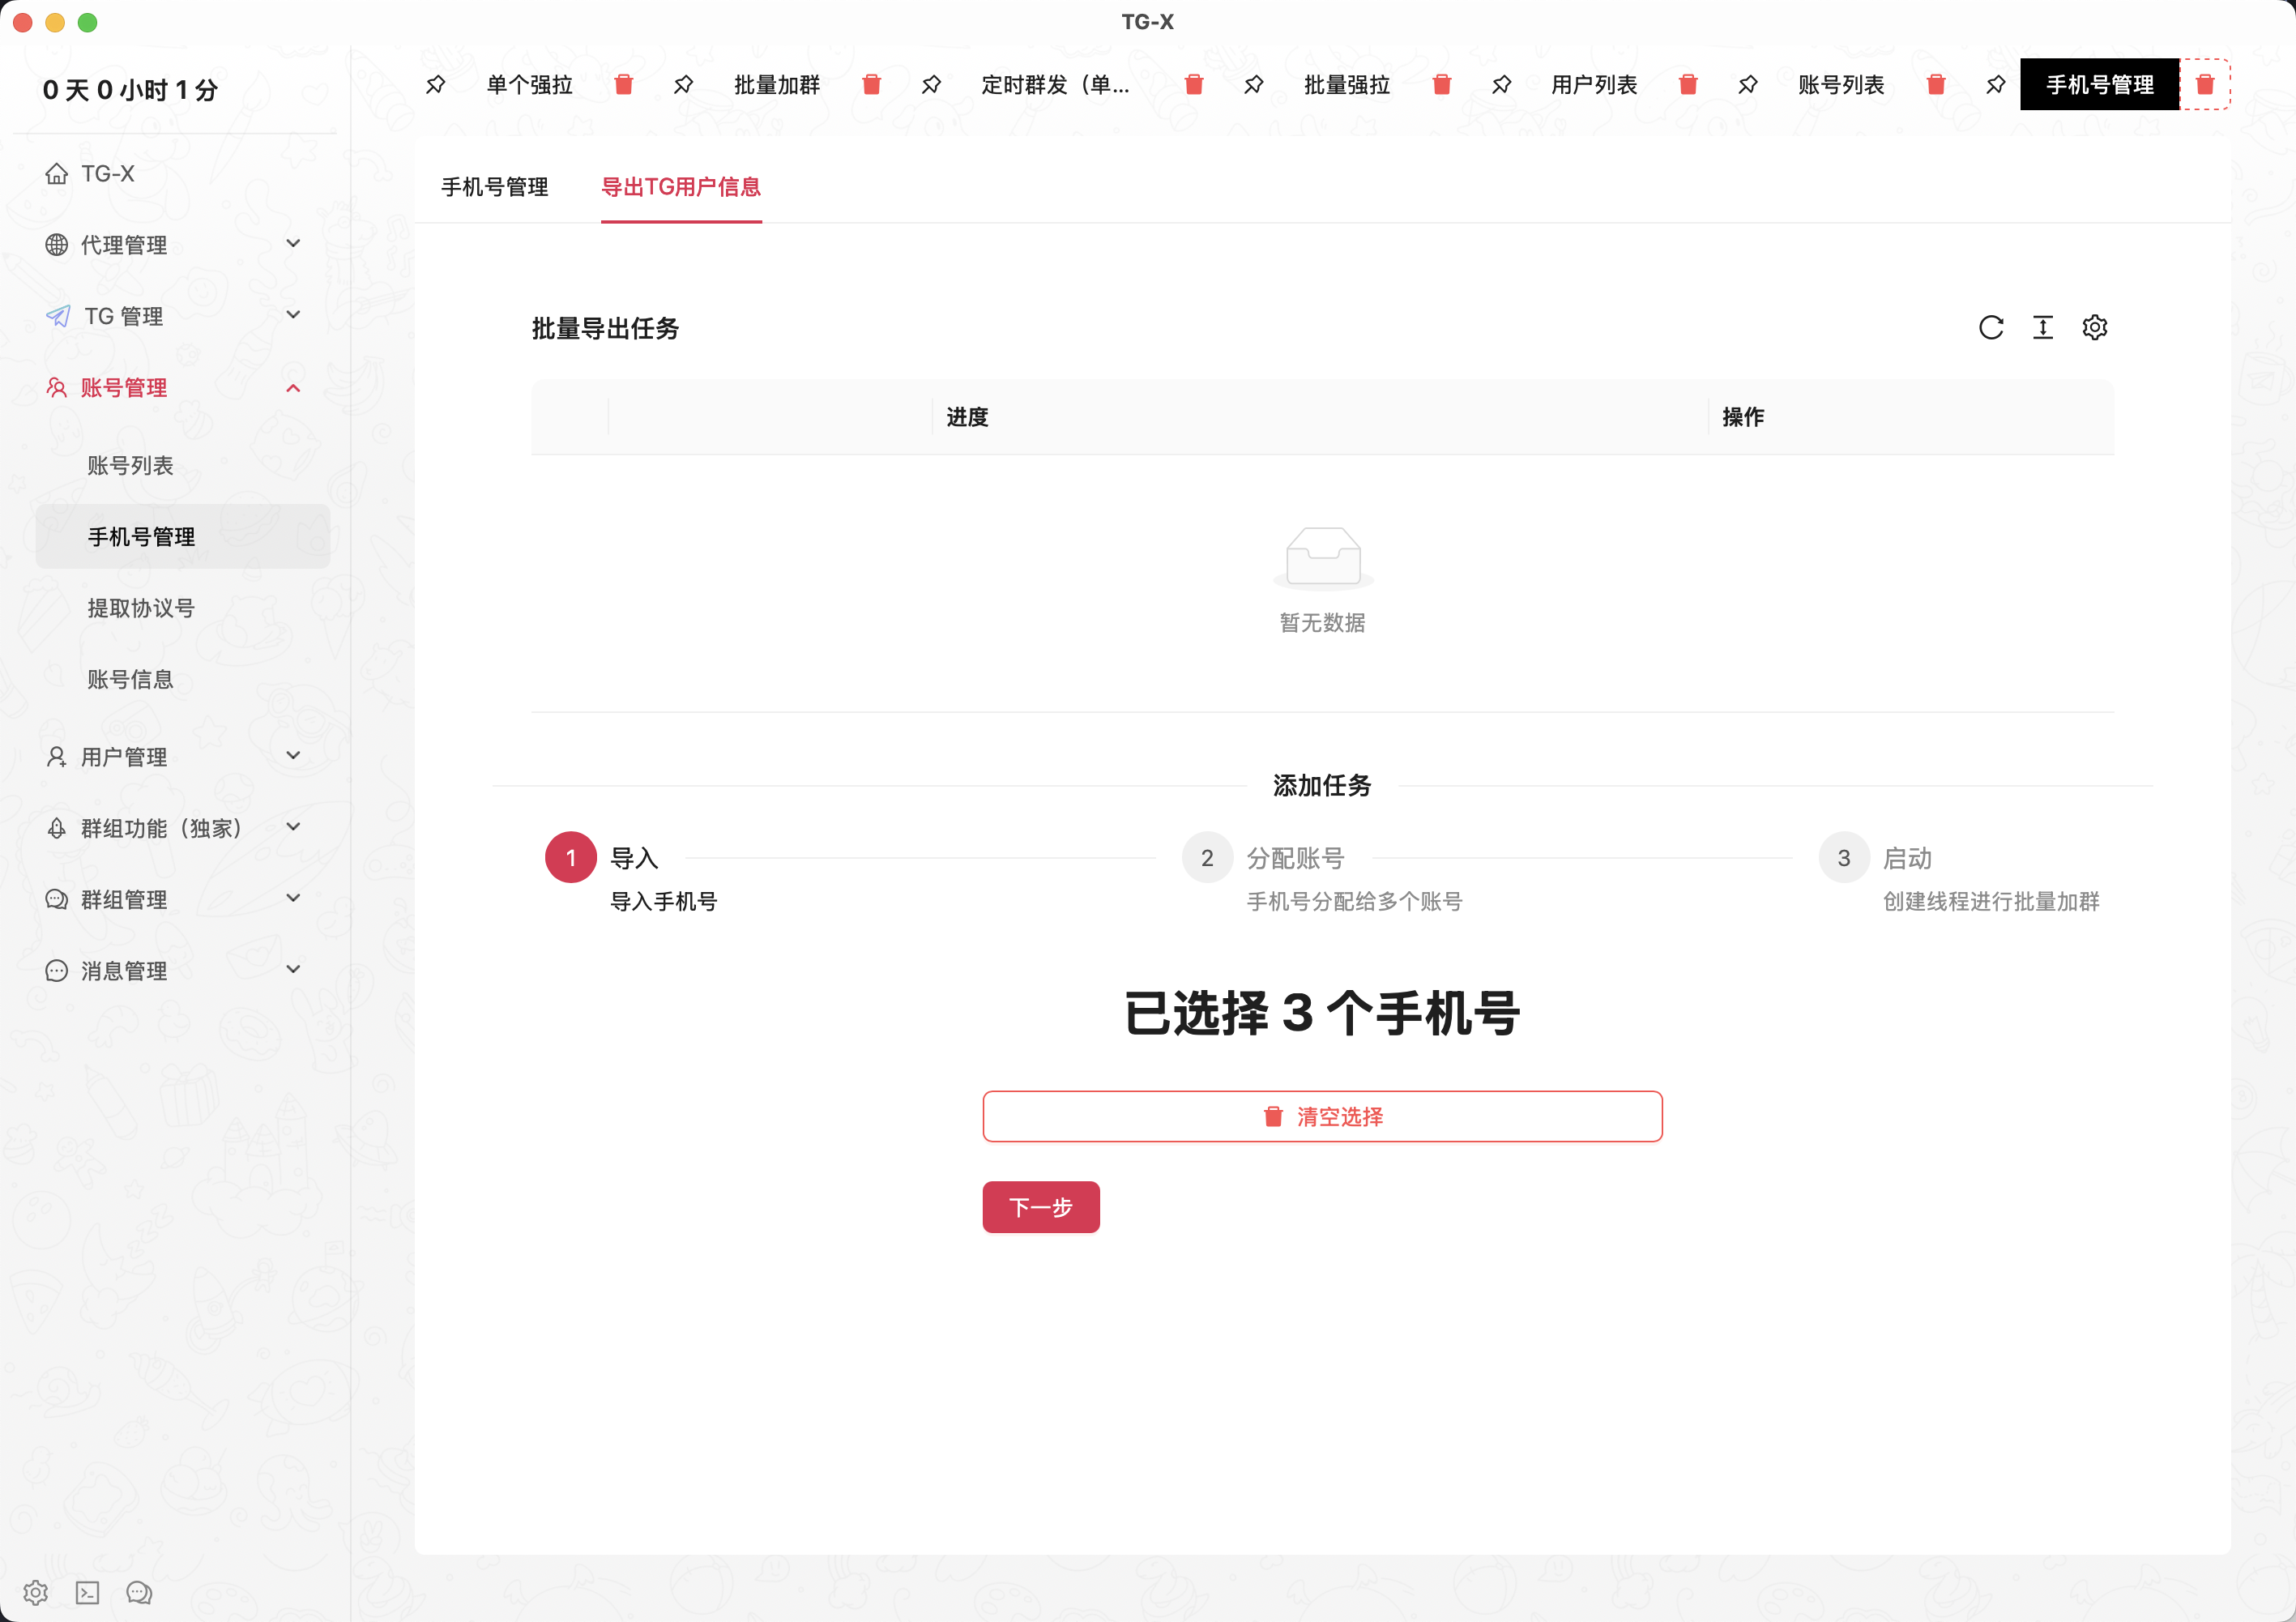 TG-X
0 天 0 小时 1 分
单个强拉
批量加群
定时群发（单...
批量强拉
用户列表
账号列表
手机号管理
TG-X
代理管理
TG 管理
账号管理
账号列表
手机号管理
提取协议号
账号信息
用户管理
群组功能（独家）
群组管理
消息管理
手机号管理
导出TG用户信息
批量导出任务
进度
操作
暂无数据
添加任务
1
导入
导入手机号
2
分配账号
手机号分配给多个账号
3
启动
创建线程进行批量加群
已选择 3 个手机号
清空选择
下一步